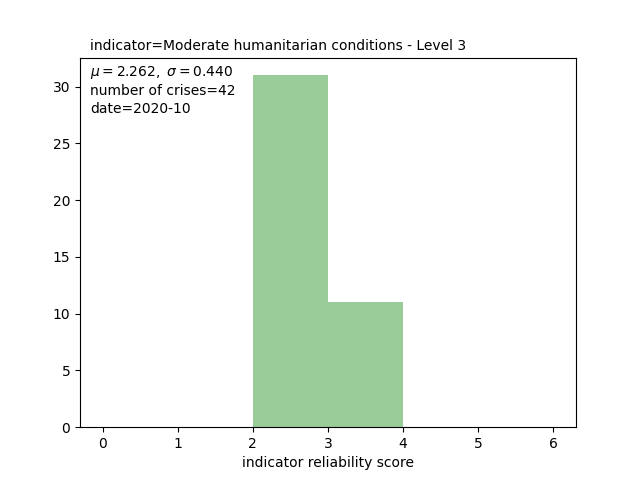 indicator=Moderate humanitarian conditions - Level 3
μ = 2.262, σ = 0.440
number of crises=42
date=2020-10
30
25
20
15
10
5
0
0 1 2 3 4 5 6
indicator reliability score